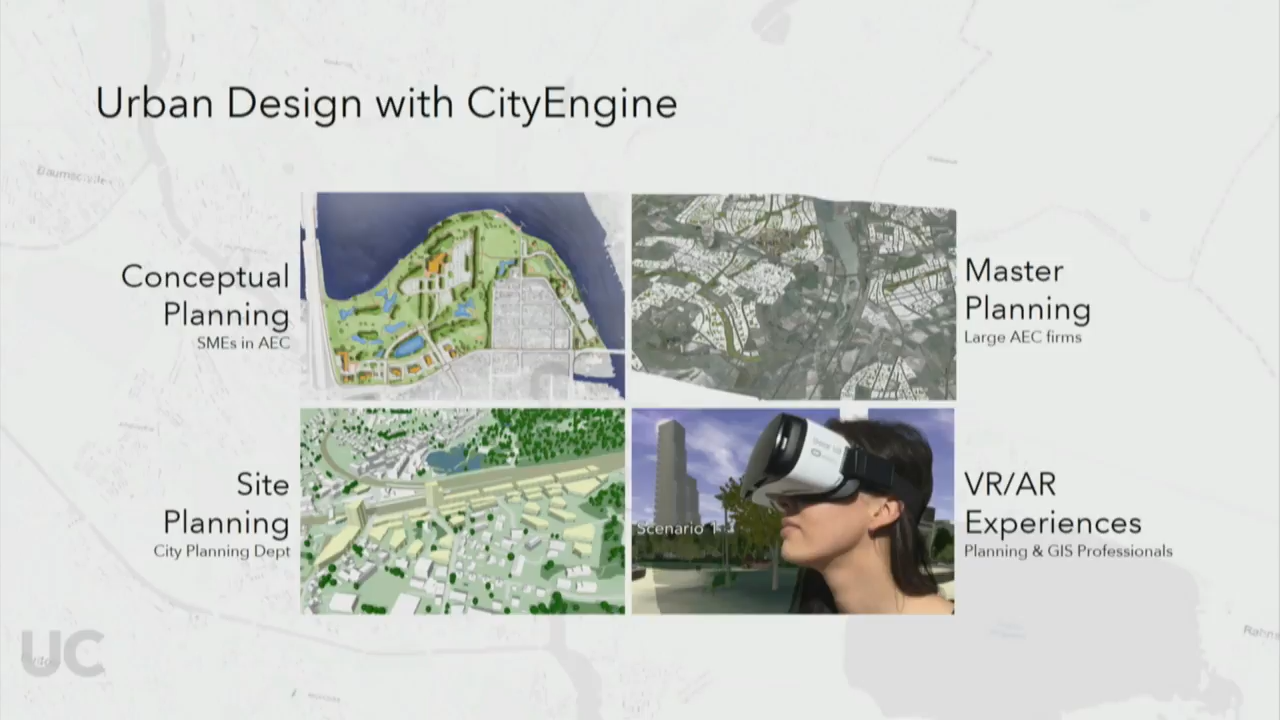 Urban Design with CityEngine
Conceptual
Planning
SMEs in AEC
Master
Planning
Large AEC firms
Site
Planning
City Planning Dept
VR/AR
Experiences
Planning & GIS Professionals
Scenario 1
UC